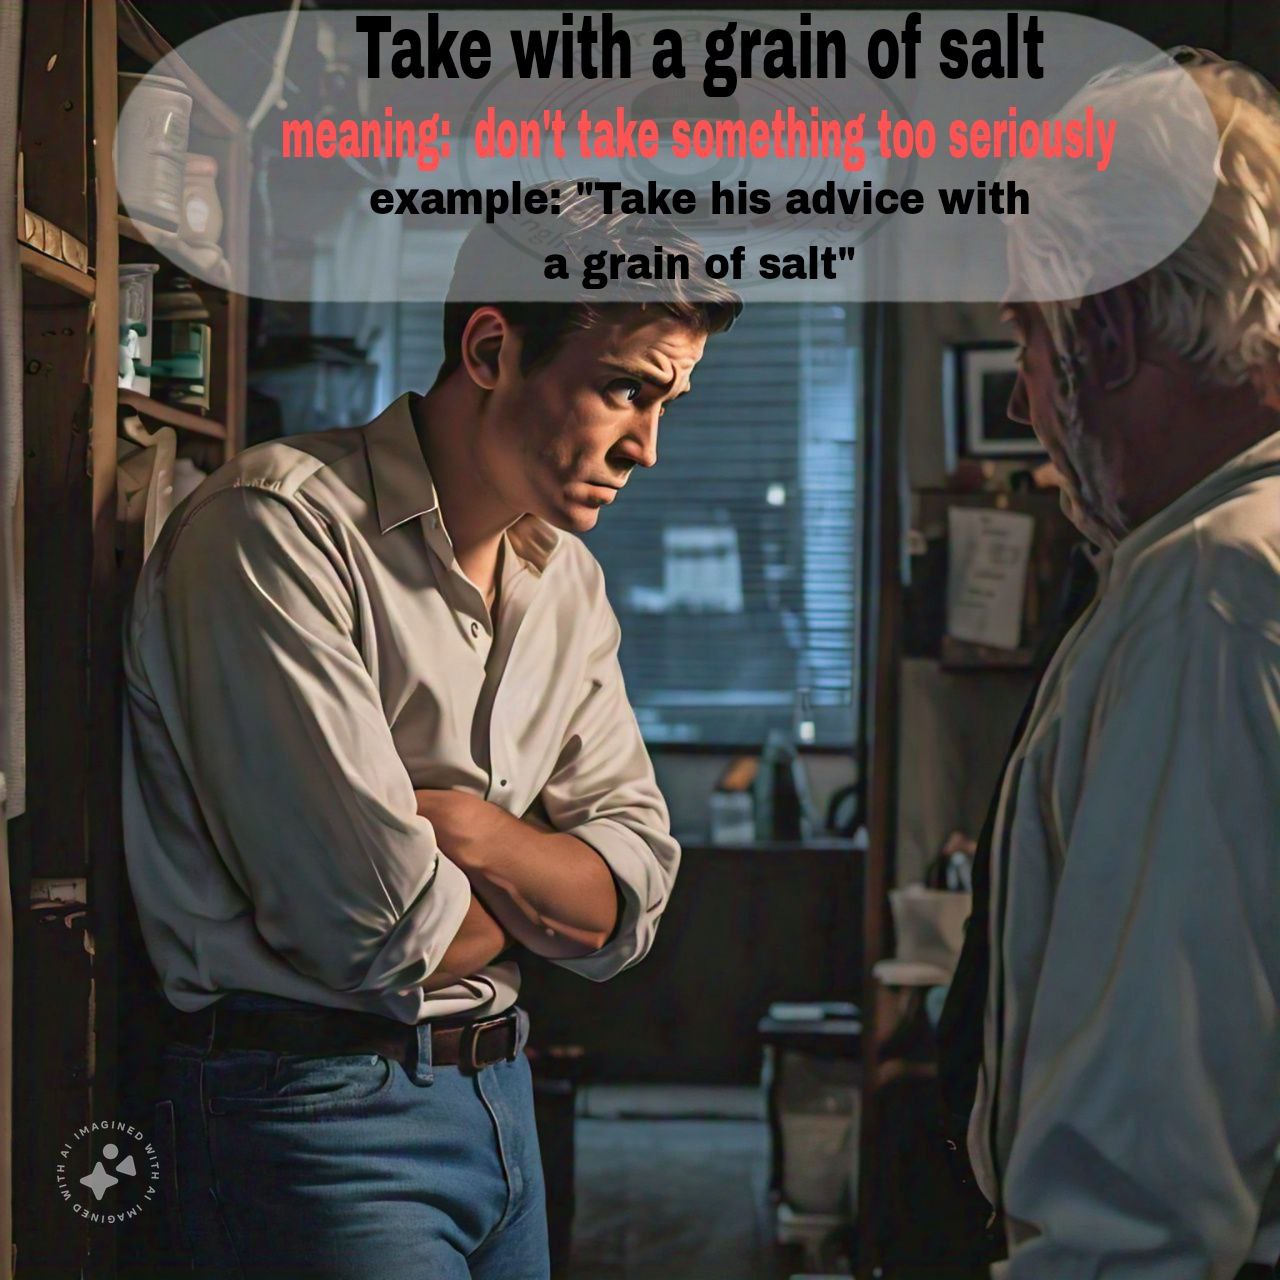 Take with a grain of salt
meaning: don't take something too seriously
example: "Take his advice with
a grain of salt"
IMAGINED WITH AI
IMAGINED WITH AI